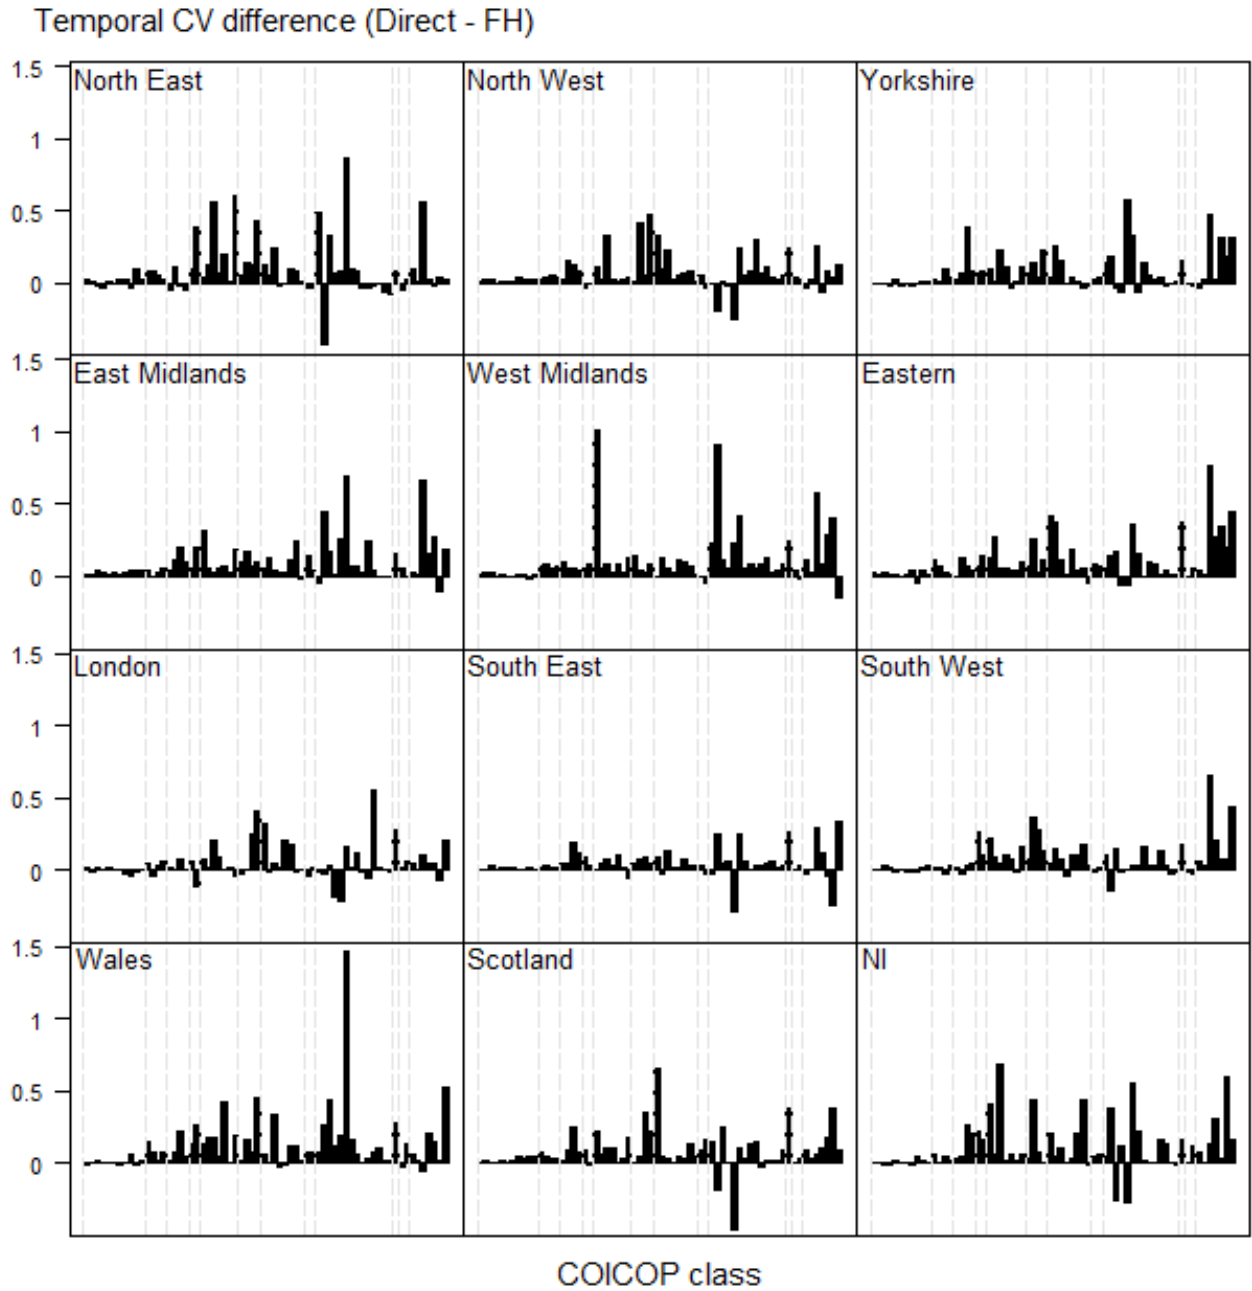 Temporal CV difference (Direct - FH)
1.5
1
0.5
0
North East
North West
Yorkshire
1.5
1
0.5
0
East Midlands
West Midlands
Eastern
1.5
1
0.5
0
London
South East
South West
1.5
1
0.5
0
Wales
Scotland
NI
COICOP class